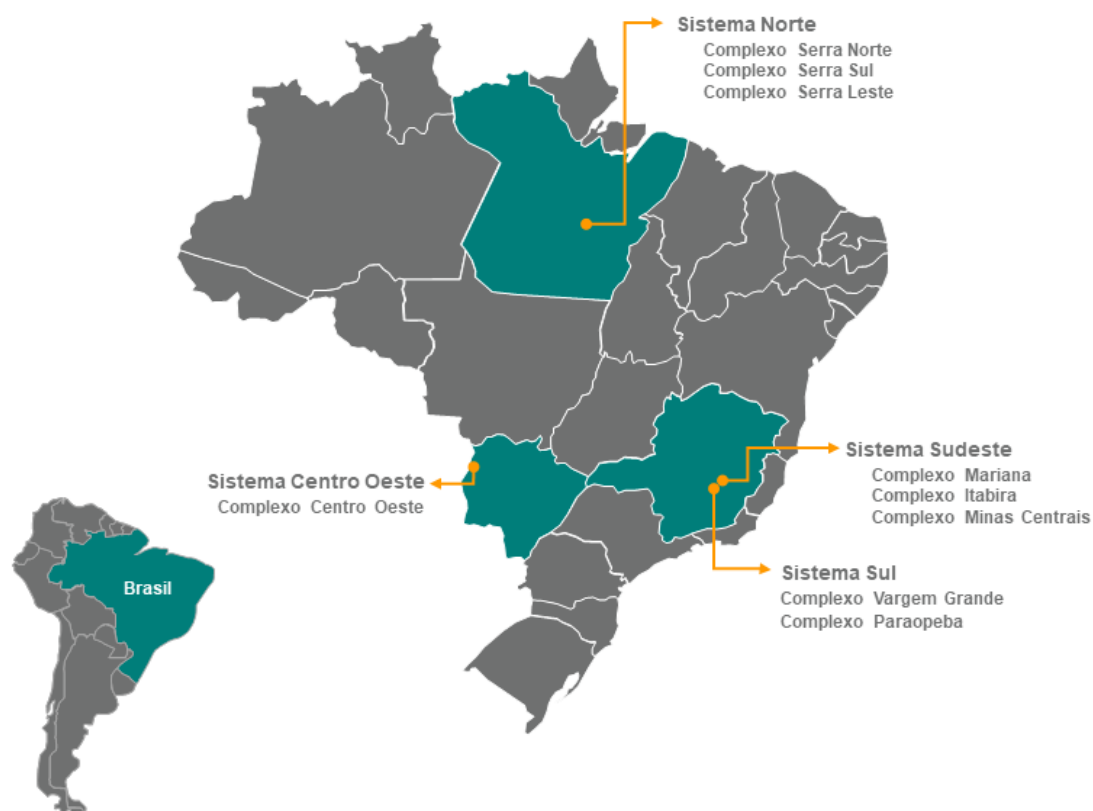 Sistema Norte
Complexo Serra Norte
Complexo Serra Sul
Complexo Serra Leste
Sistema Sudeste
Complexo Mariana
Complexo Itabira
Complexo Minas Centrais
Sistema Centro Oeste
Complexo Centro Oeste
Sistema Sul
Complexo Vargem Grande
Complexo Paraopeba
Brasil